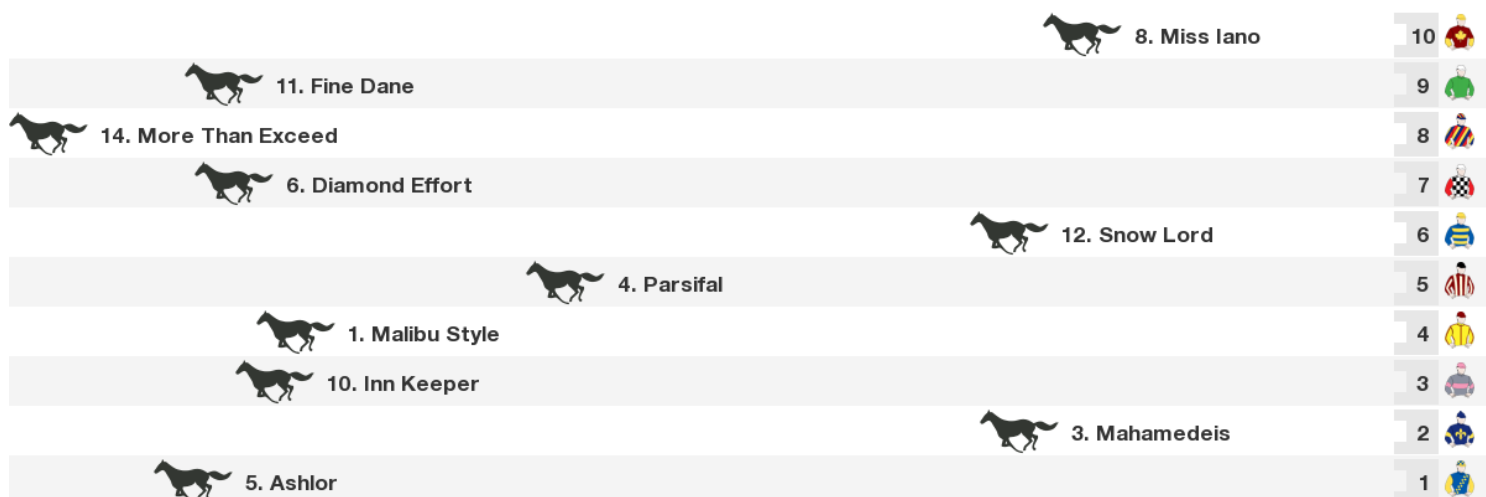 8. Miss Iano 10
11. Fine Dane 9
14. More Than Exceed 8
6. Diamond Effort 7
12. Snow Lord 6
4. Parsifal 5
1. Malibu Style 4
10. Inn Keeper 3
3. Mahamedeis 2
5. Ashlor 1